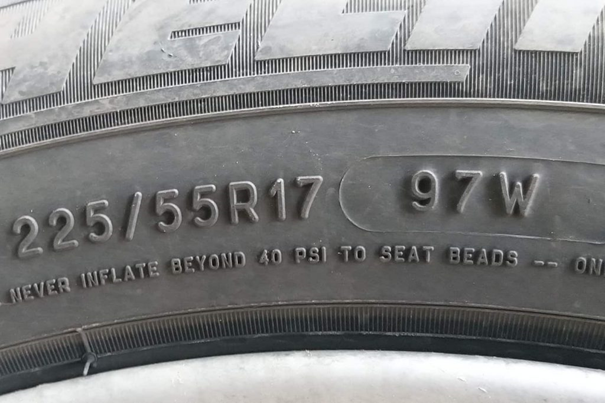 225/55R17 97W
NEVER INFLATE BEYOND 40 PSI TO SEAT BEADS -- ON